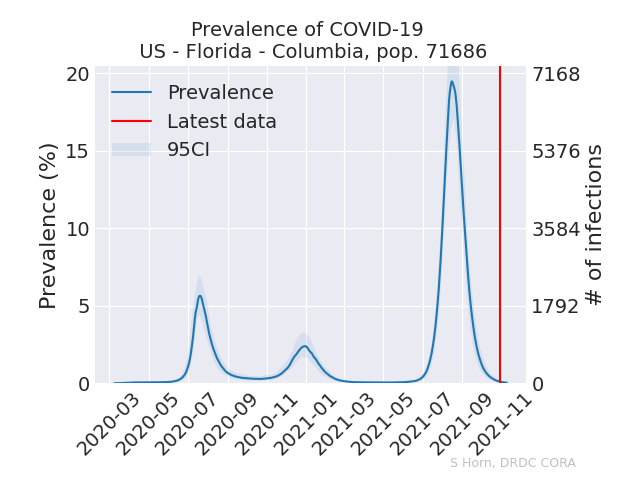 Prevalence of COVID-19
US - Florida - Columbia, pop. 71686
Prevalence (%)
20
15
10
5
0
Prevalence
Latest data
95CI
7168
5376
3584
1792
0
# of infections
2020-03
2020-05
2020-07
2020-09
2020-11
2021-01
2021-03
2021-05
2021-07
2021-09
2021-11
S Horn, DRDC CORA